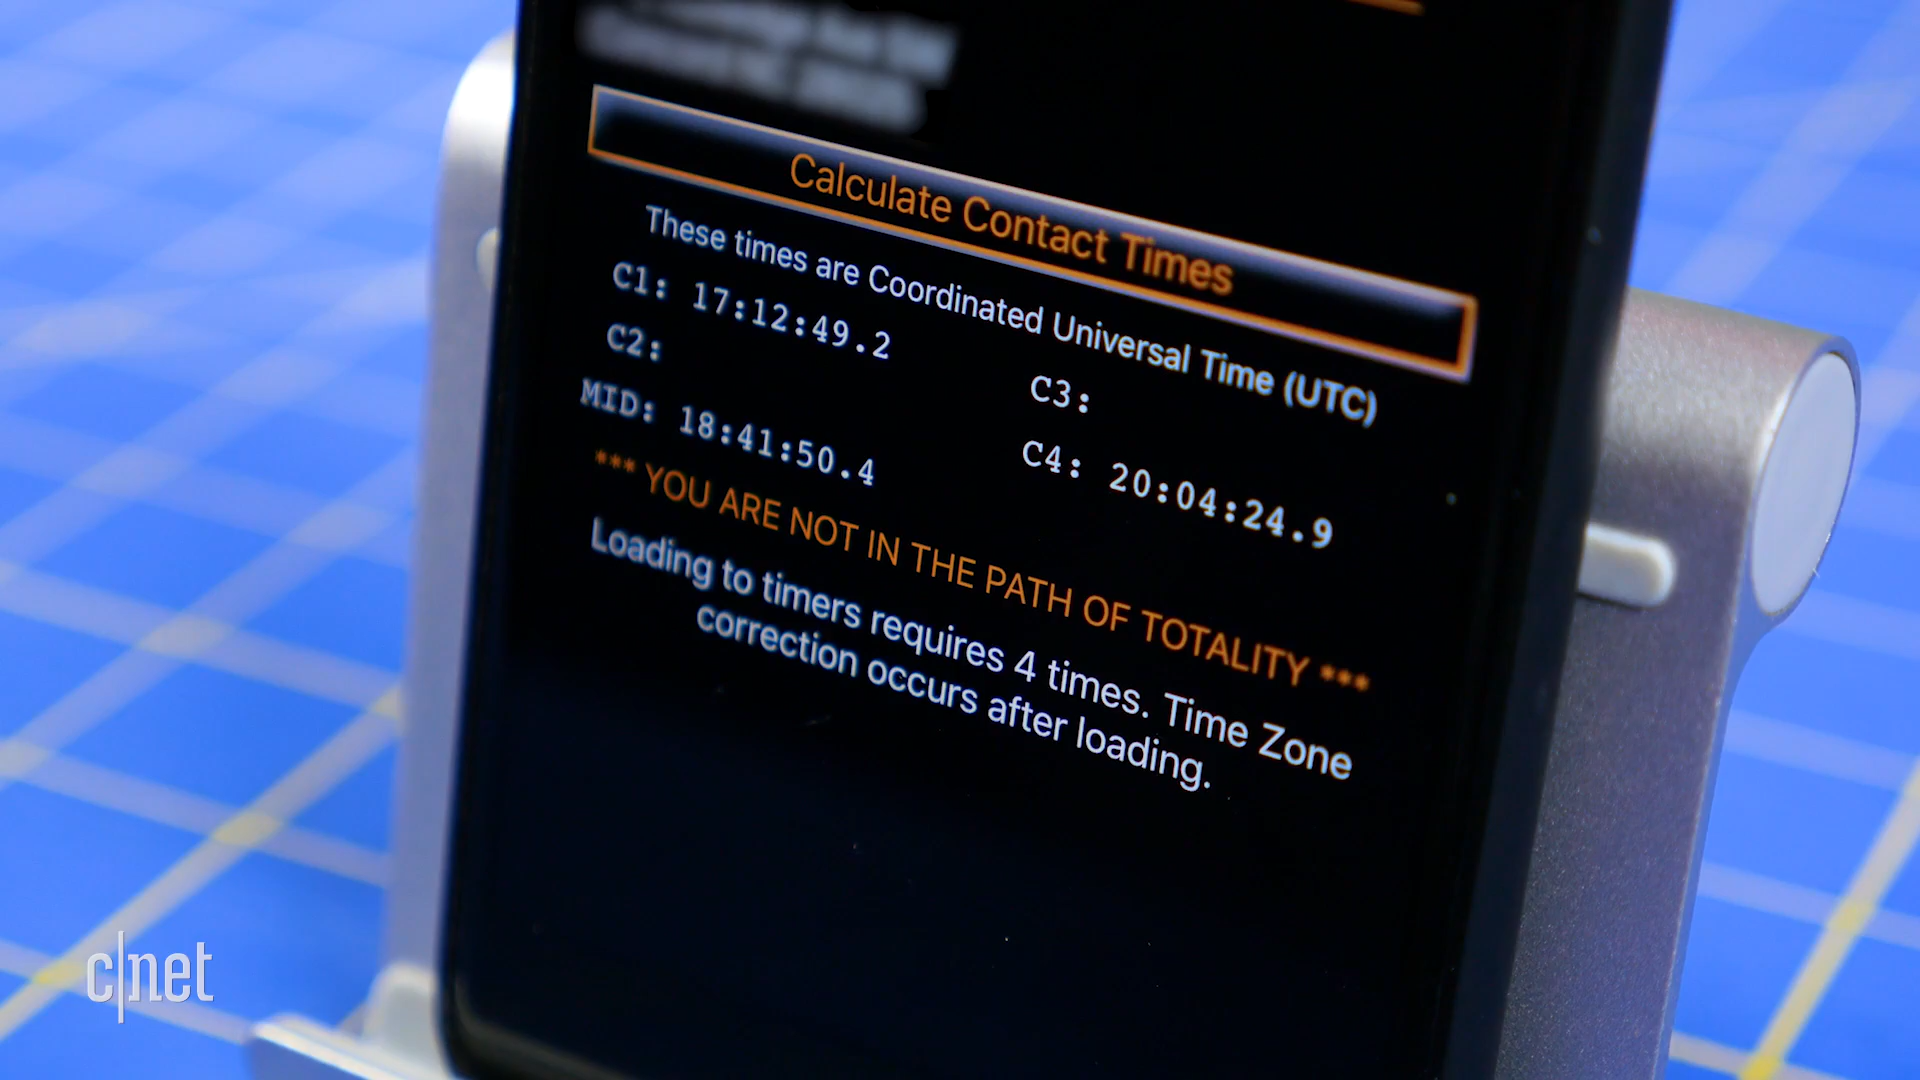 Calculate Contact Times
These times are Coordinated Universal Time (UTC)
C1: 17:12:49.2
C2:
C3:
MID: 18:41:50.4
C4: 20:04:24.9
*** YOU ARE NOT IN THE PATH OF TOTALITY ***
Loading to timers requires 4 times. Time Zone
correction occurs after loading.
c|net